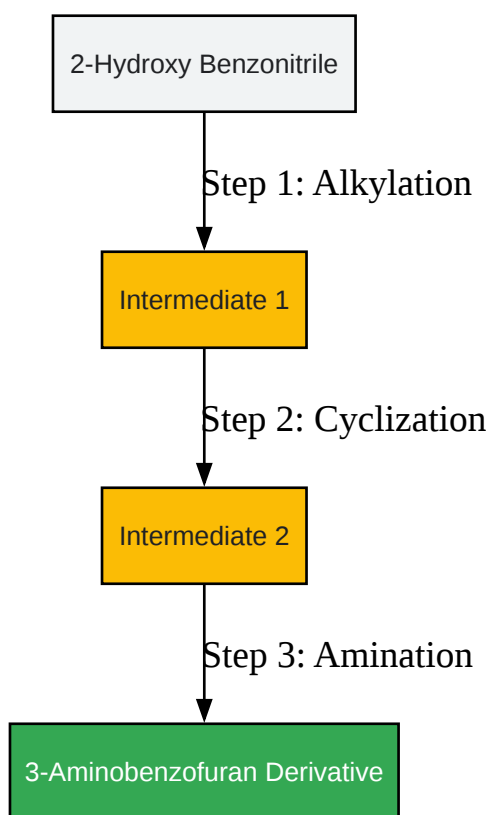 2-Hydroxy Benzonitrile
Step 1: Alkylation
Intermediate 1
Step 2: Cyclization
Intermediate 2
Step 3: Amination
3-Aminobenzofuran Derivative